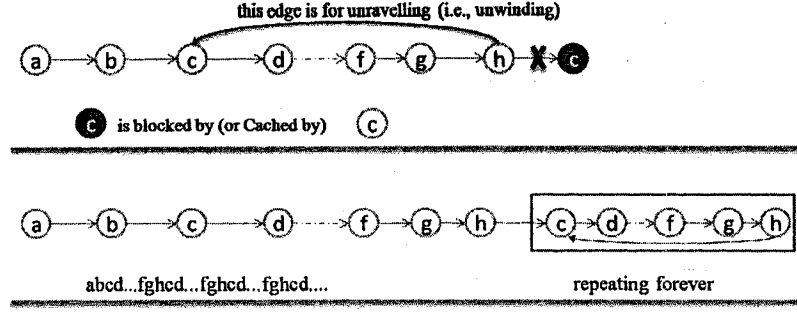 this edge is for unravelling (i.e., unwinding)
a b c d f g h X c
c is blocked by (or Cached by) c
a b c d f g h c d f g h
abcd...fghcd...fghcd...fghcd,... repeating forever